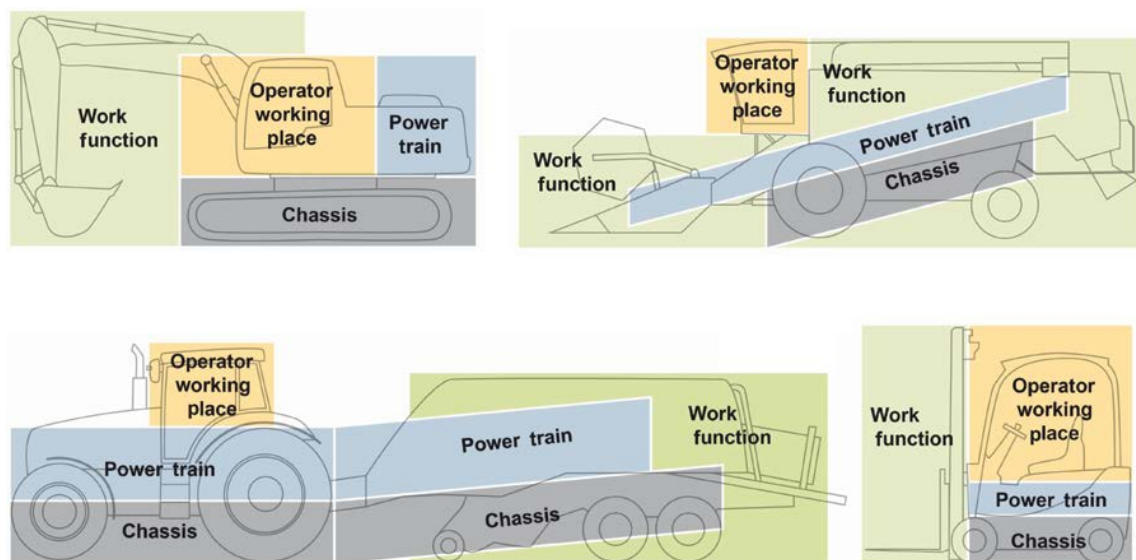 Work
function
Operator
working
place
Power
train
Chassis
Operator
working
place
Work
function
Work
function
Power train
Chassis
Operator
working
place
Power train
Chassis
Power train
Work
function
Chassis
Work
function
Operator
working
place
Power train
Chassis